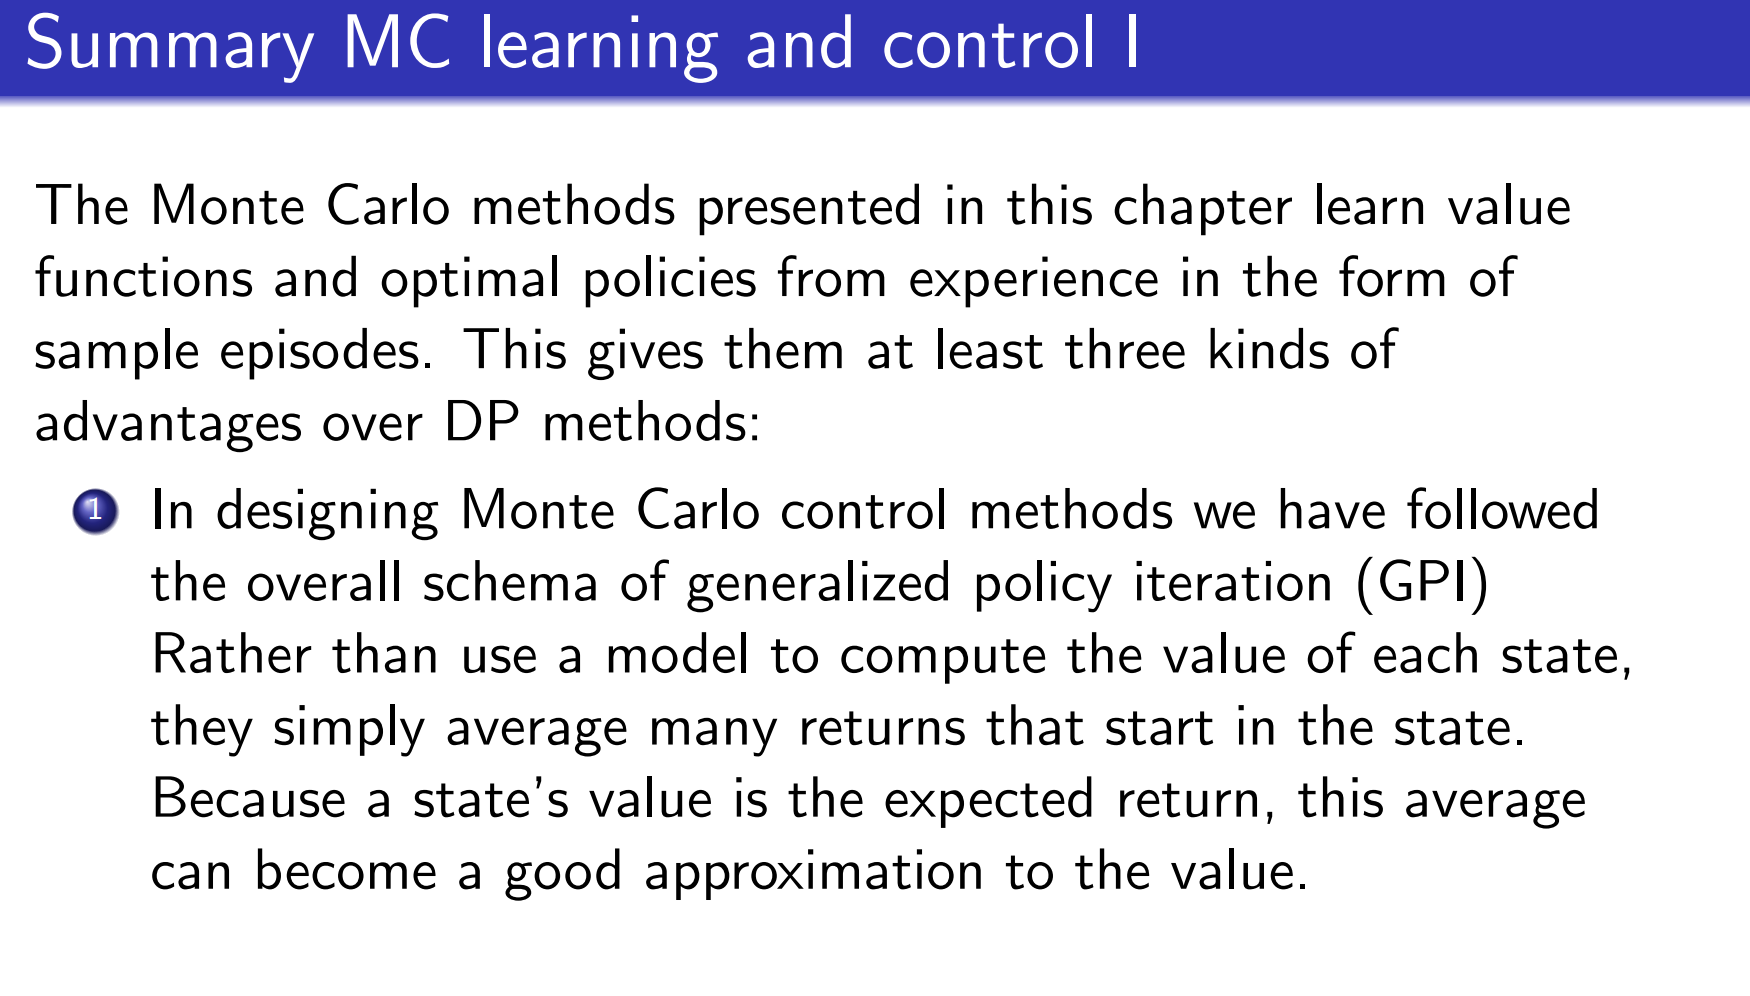 Summary MC learning and control I
The Monte Carlo methods presented in this chapter learn value
functions and optimal policies from experience in the form of
sample episodes. This gives them at least three kinds of
advantages over DP methods:
1 In designing Monte Carlo control methods we have followed
the overall schema of generalized policy iteration (GPI)
Rather than use a model to compute the value of each state,
they simply average many returns that start in the state.
Because a state's value is the expected return, this average
can become a good approximation to the value.